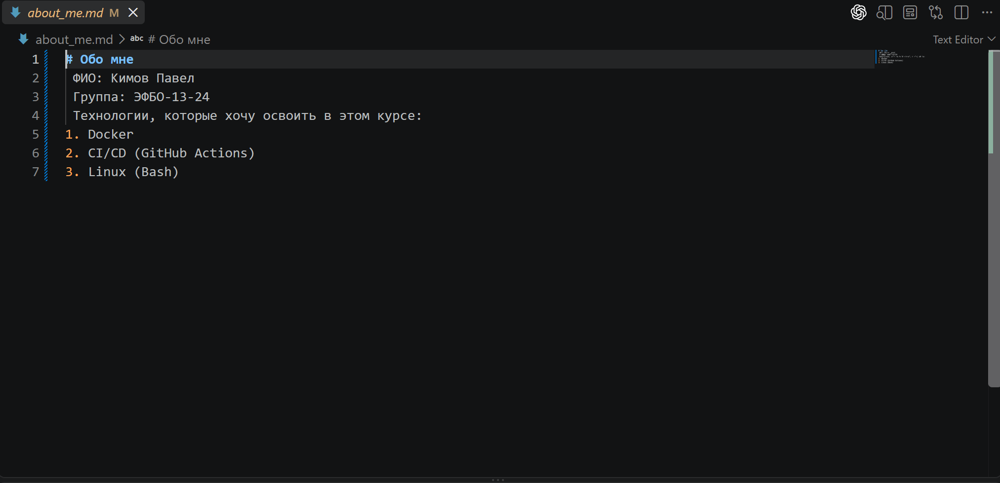 about_me.md M
about_me.md > abc # Обо мне
Text Editor
1 # Обо мне
2 ФИО: Кимов Павел
3 Группа: ЭФБО-13-24
4 Технологии, которые хочу освоить в этом курсе:
5 1. Docker
6 2. CI/CD (GitHub Actions)
7 3. Linux (Bash)